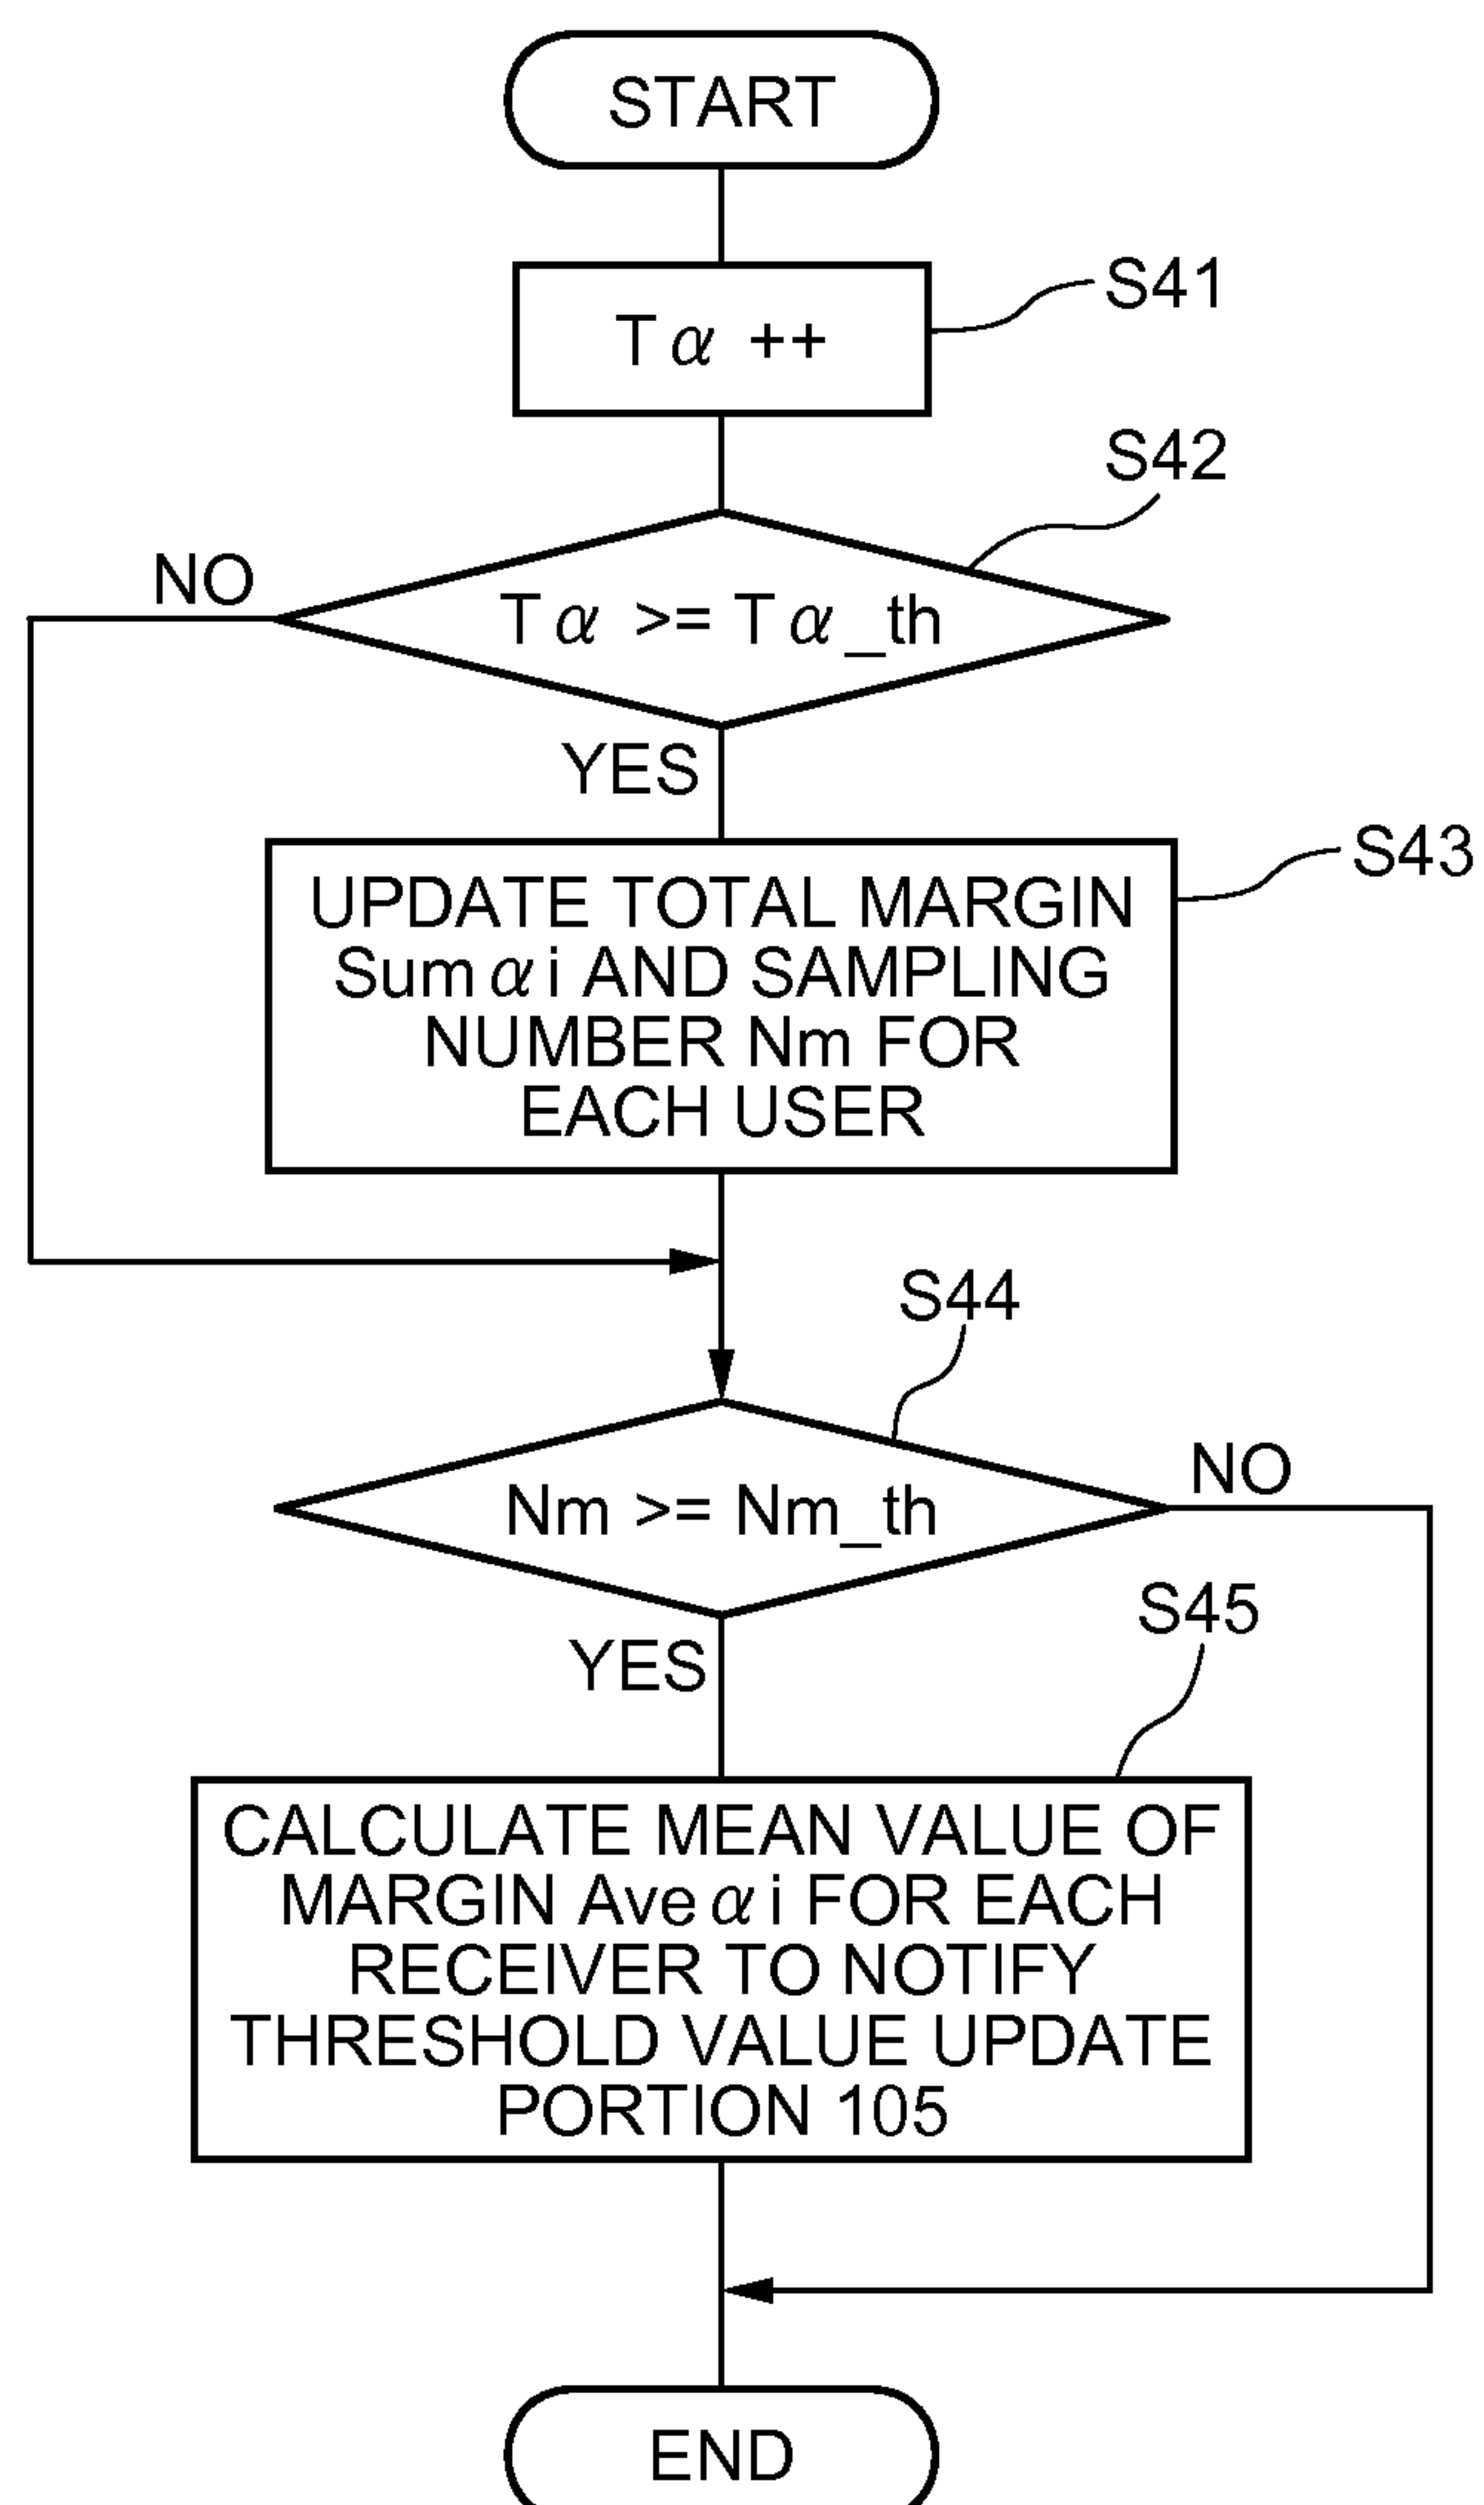 START
Tα ++
S41
S42
NO
Tα >= Tα_th
YES
S43
UPDATE TOTAL MARGIN
Sumαi AND SAMPLING
NUMBER Nm FOR
EACH USER
S44
NO
Nm >= Nm_th
S45
YES
CALCULATE MEAN VALUE OF
MARGIN Aveαi FOR EACH
RECEIVER TO NOTIFY
THRESHOLD VALUE UPDATE
PORTION 105
END